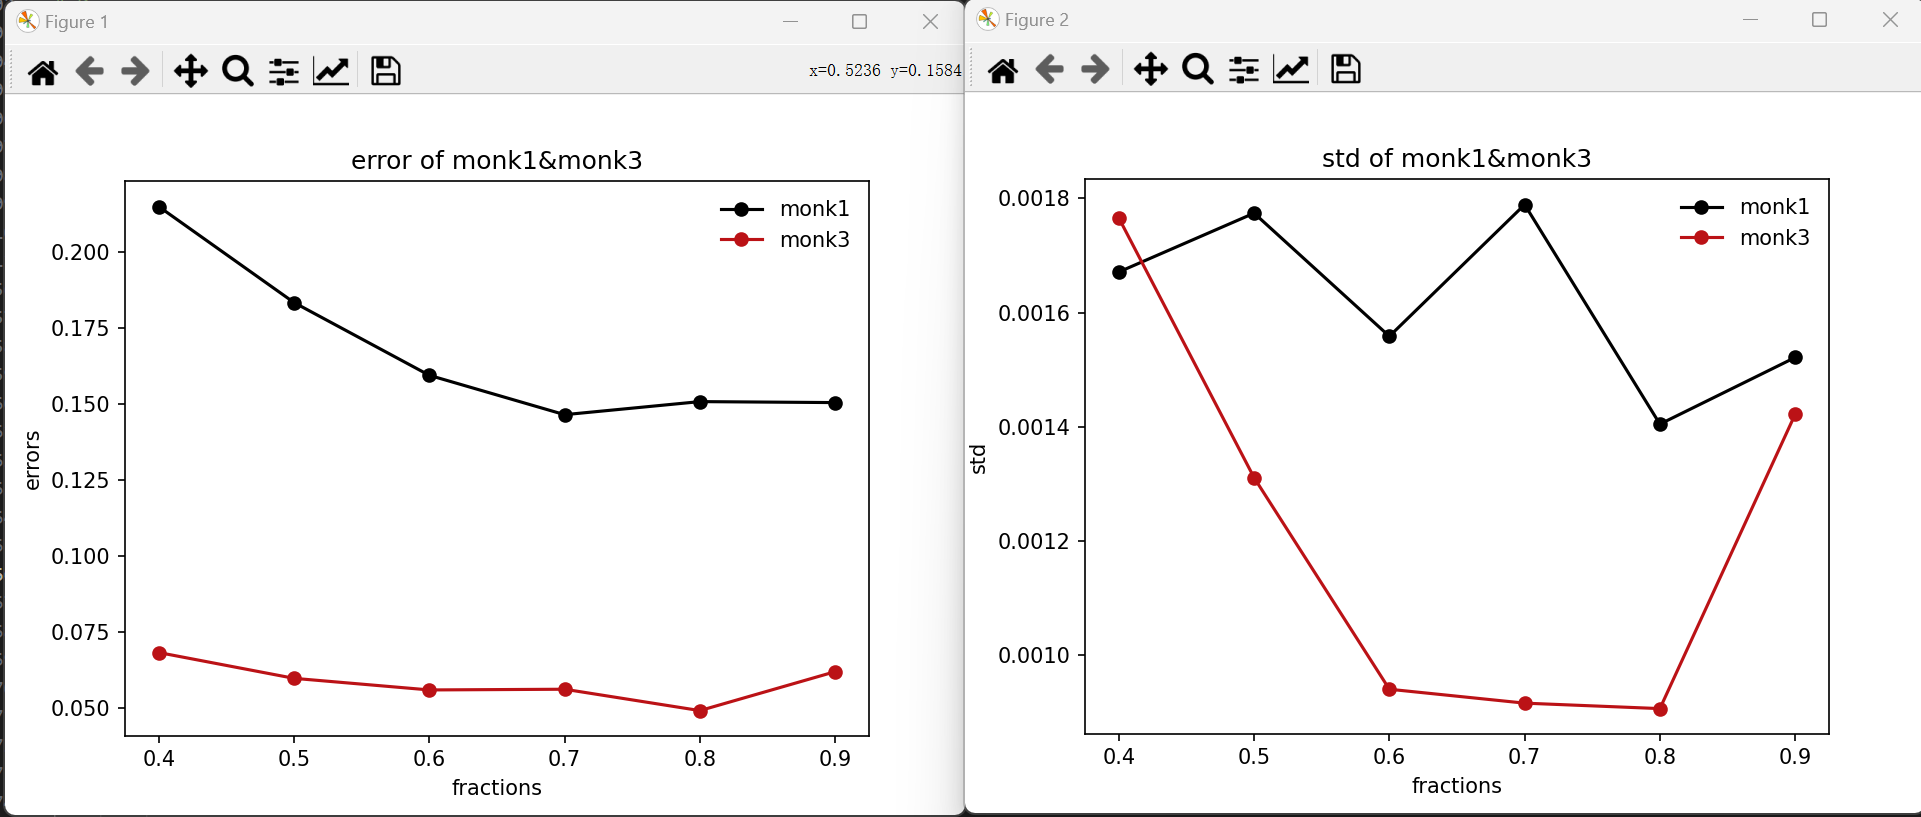 Figure 1
x=0.5236 y=0.1584
error of monk1&monk3
monk1
monk3
0.200
0.175
0.150
0.125
0.100
0.075
0.050
errors
0.4 0.5 0.6 0.7 0.8 0.9
fractions
Figure 2
std of monk1&monk3
monk1
monk3
0.0018
0.0016
0.0014
0.0012
0.0010
std
0.4 0.5 0.6 0.7 0.8 0.9
fractions